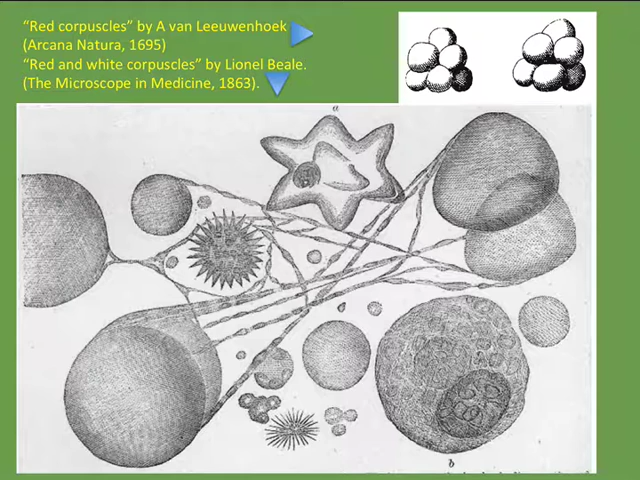 “Red corpuscles” by A van Leeuwenhoek
(Arcana Natura, 1695)
“Red and white corpuscles” by Lionel Beale.
(The Microscope in Medicine, 1863).
a
b